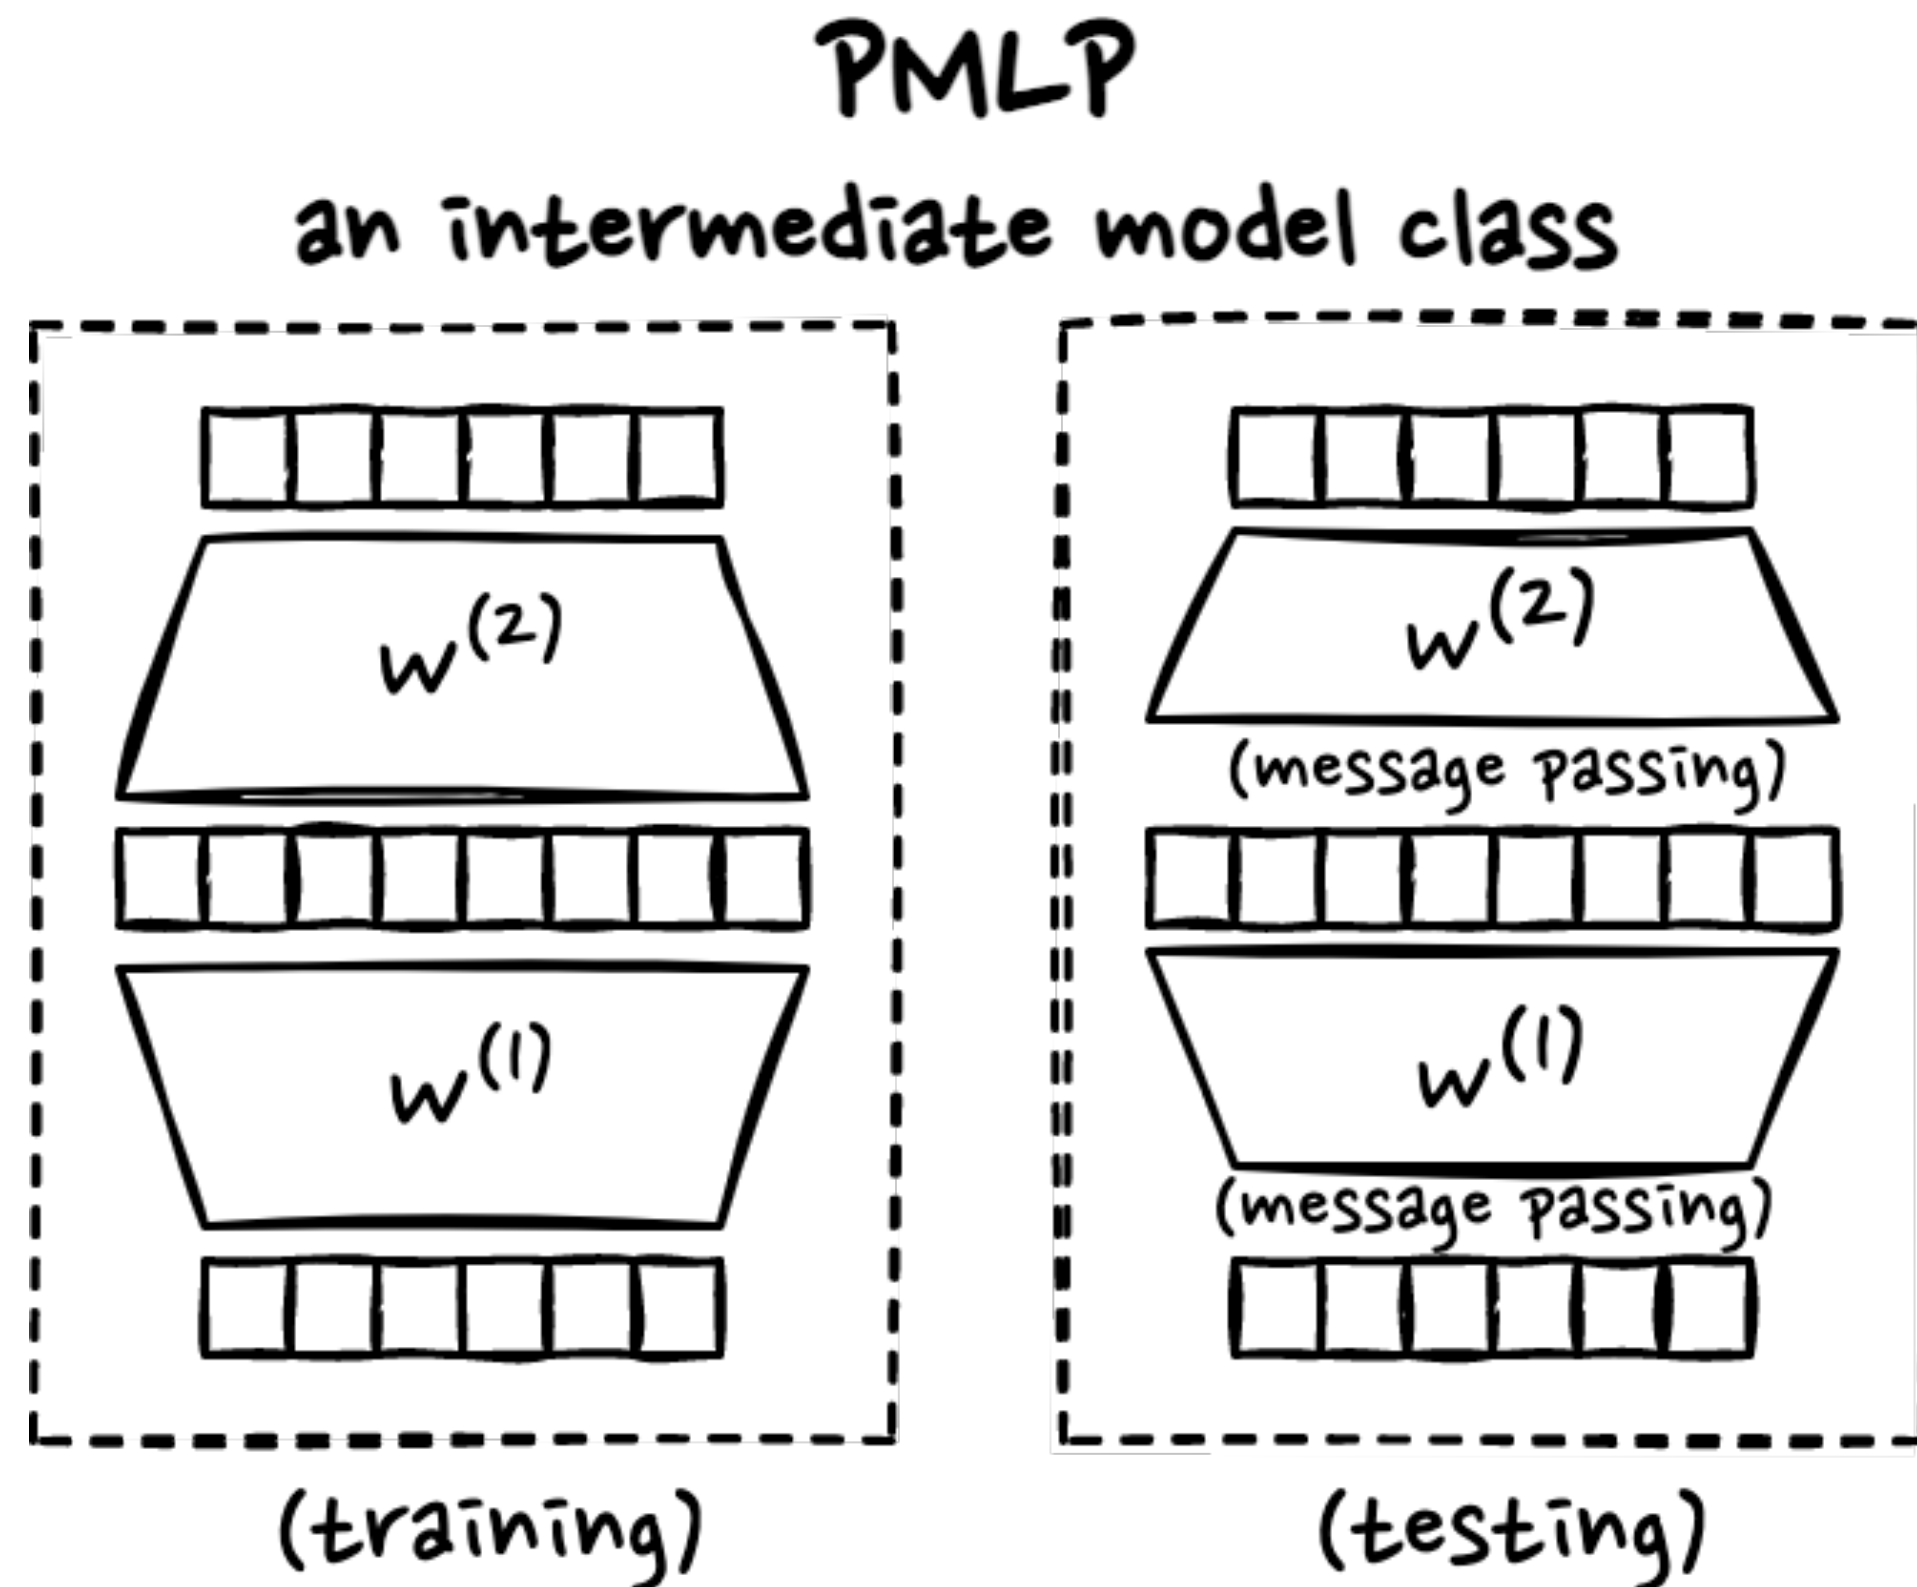 PMLP
an intermediate model class
w(2)
w(1)
(training)
w(2)
(message passing)
w(1)
(message passing)
(testing)